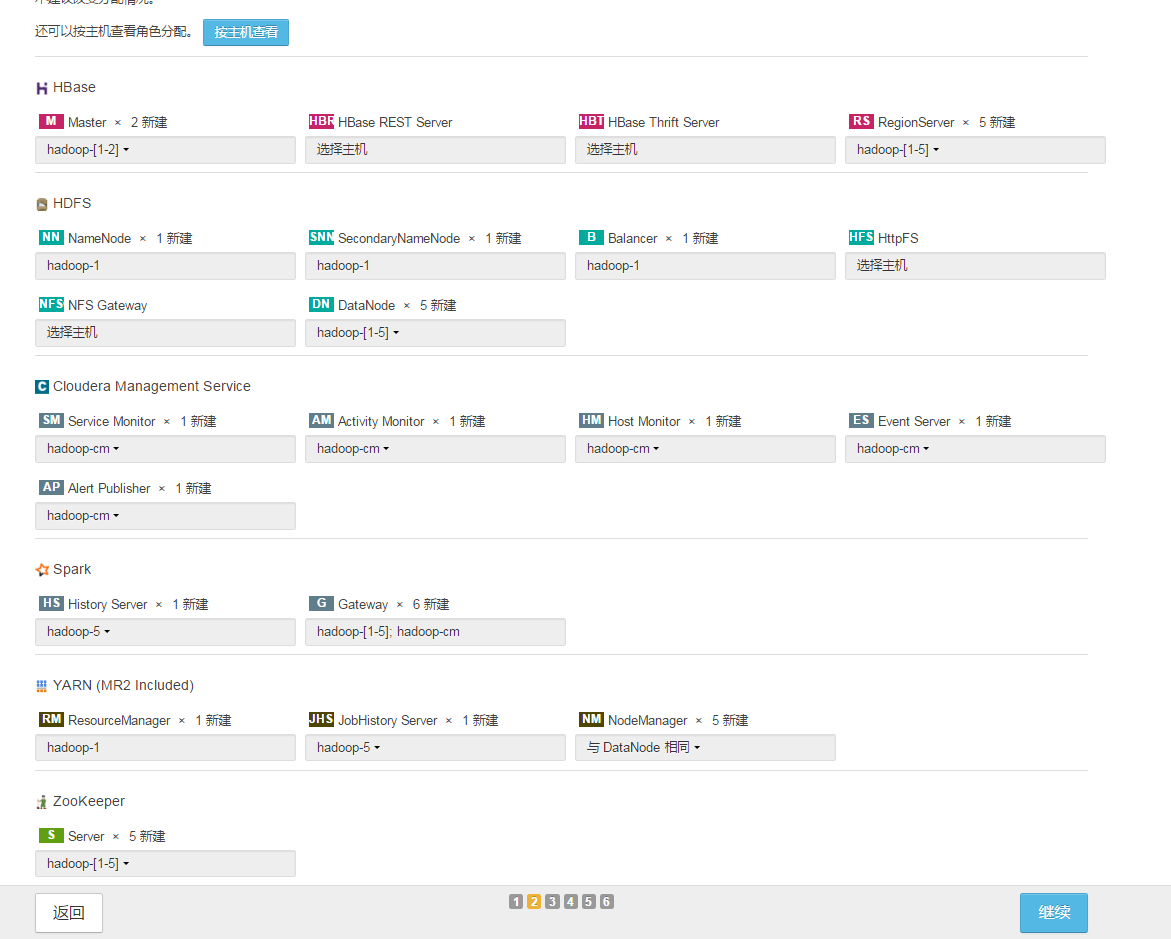 还可以按主机查看角色分配。 按主机查看
HBase
M Master × 2 新建 HBR HBase REST Server HBT HBase Thrift Server RS RegionServer × 5 新建
hadoop-[1-2] 选择主机 选择主机 hadoop-[1-5]
HDFS
NN NameNode × 1 新建 SNN SecondaryNameNode × 1 新建 B Balancer × 1 新建 HFS HttpFS
hadoop-1 hadoop-1 hadoop-1 选择主机
NFS NFS Gateway DN DataNode × 5 新建
选择主机 hadoop-[1-5]
C Cloudera Management Service
SM Service Monitor × 1 新建 AM Activity Monitor × 1 新建 HM Host Monitor × 1 新建 ES Event Server × 1 新建
hadoop-cm hadoop-cm hadoop-cm hadoop-cm
AP Alert Publisher × 1 新建
hadoop-cm
Spark
HS History Server × 1 新建 G Gateway × 6 新建
hadoop-5 hadoop-[1-5]; hadoop-cm
YARN (MR2 Included)
RM ResourceManager × 1 新建 JHS JobHistory Server × 1 新建 NM NodeManager × 5 新建
hadoop-1 hadoop-5 与 DataNode 相同
ZooKeeper
S Server × 5 新建
hadoop-[1-5]
返回 1 2 3 4 5 6 继续